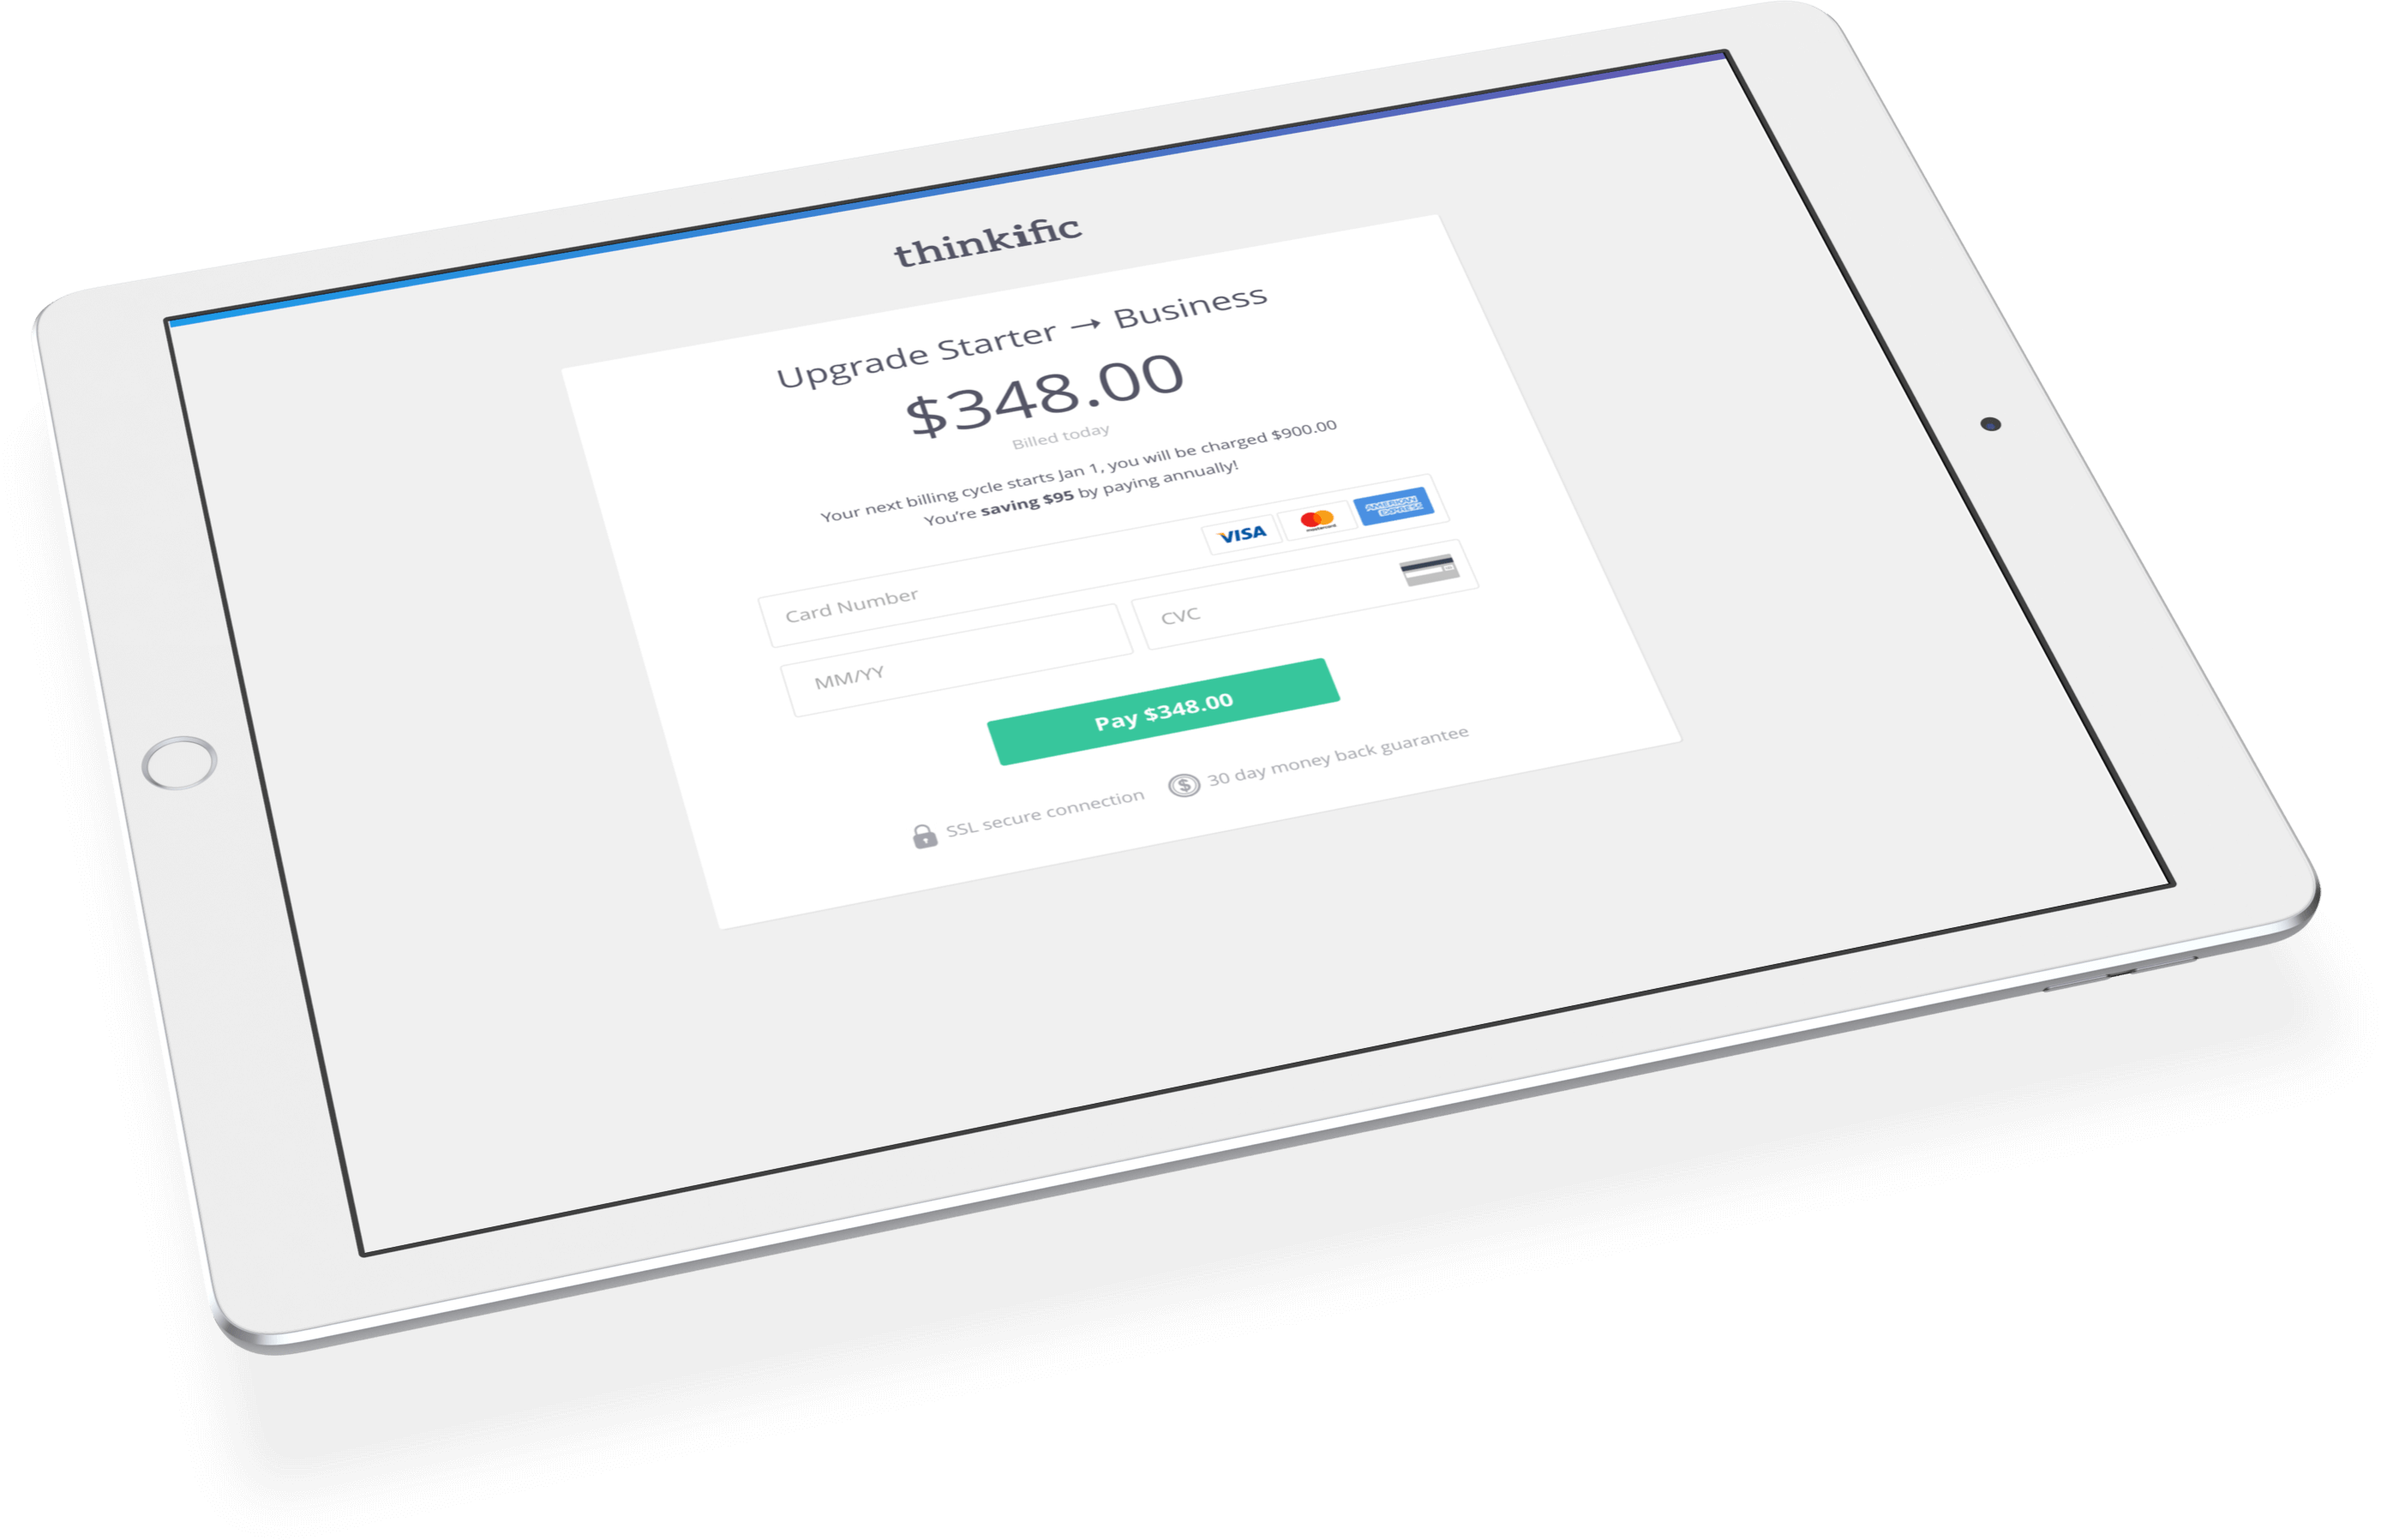 thinkific
Upgrade Starter → Business
$348.00
Billed today
Your next billing cycle starts Jan 1, you will be charged $900.00
You're saving $95 by paying annually!
Card Number
VISA
mastercard
AMERICAN
EXPRESS
MM/YY
CVC
Pay $348.00
SSL secure connection
$
30 day money back guarantee